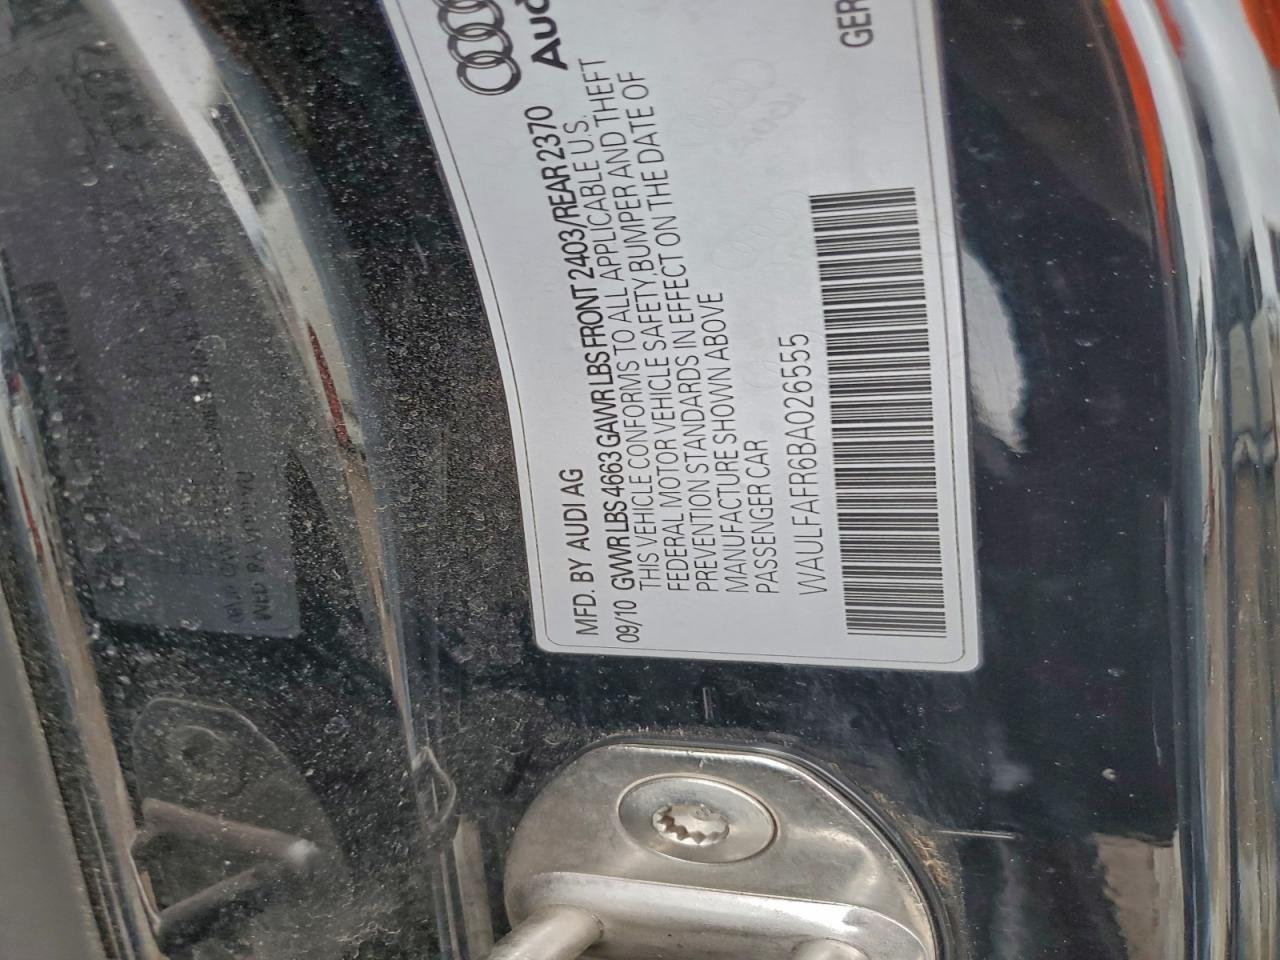 Aud
GER
MFD. BY AUDI AG
09/10 GWWR LBS 4663 GAWR LBS FRONT 2403/REAR 2370
THIS VEHICLE CONFORMS TO ALL APPLICABLE U.S.
FEDERAL MOTOR VEHICLE SAFETY, BUMPER AND THEFT
PREVENTION STANDARDS IN EFFECT ON THE DATE OF
MANUFACTURE SHOWN ABOVE
PASSENGER CAR
WAULFAFR6BA026555